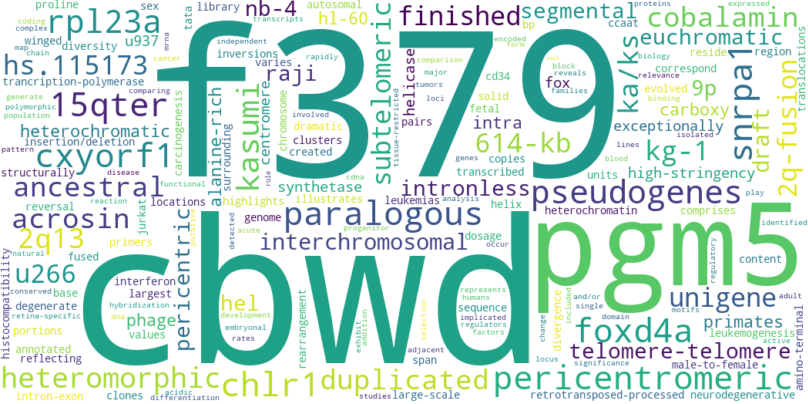 f379
cbwd
pgm5
rpl23a
hs.115173
15qter
cxyorf1
heterochromatic
insertion/deletion
ancestral
acrosin
2q13
u266
structurally
reversal
fused
base
degenerate
phage
values
portions
annotated
reflecting
heteromorphic
intron-exon
clones
chlr1
duplicated
pericentromeric
retrotransposed-processed
neurodegenerative
large-scale
studies
differentiation
acidic
histocompatibility
natural
conserved
retina-specific
hybridization
dna
primers
jurkat
interferon
largest
pericentric
locations
carcinogenesis
alanine-rich
surrounding
kasumi
centromere
chromosome
inversions
varies
raji
nb-4
hl-60
library
transcripts
autosomal
tata
diversity
u937
winged
proline
sex
coding
complex
map
chain
cancer
mirror
comparing
generate
polymorphic
population
trancription-polymerase
pattern
disease
reaction
functional
role
genome
highlights
illustrates
synthetase
clusters
created
involved
dramatic
independent
rapidly
comparison
major
tumors
loci
tissue-restricted
cdna
leukemias
analysis
acute
progenitor
paralogous
interchromosomal
intronless
dosage
helix
occur
pseudogenes
subtelomeric
helicase
pairs
cd34
solid
fetal
intra
copies
transcribed
614-kb
fox
block
reveals
families
encoded
form
bp
ccaat
evolved
binding
finished
segmental
euchromatic
correspond
9p
carboxy
exceptionally
kg-1
units
high-stringency
genes
lines
blood
isolated
relevance
biology
reside
region
cobalamin
ka/ks
snrpa1
draft
2q-fusion
translocations
expressed
proteins
heterochromatin
comprises
play
identified
content
regulatory
unigene
foxd4a
primates
leukemogenesis
telomere-telomere
male-to-female
amino-terminal
adult
active
motifs
domain
single
and/or
included
change
locus
significance
divergence
selection
hel
development
embryonal
rates
detected
rearrangement
exhibit
addition
represents
humans
implicated
regulators
factors
sequence
adjacent
span